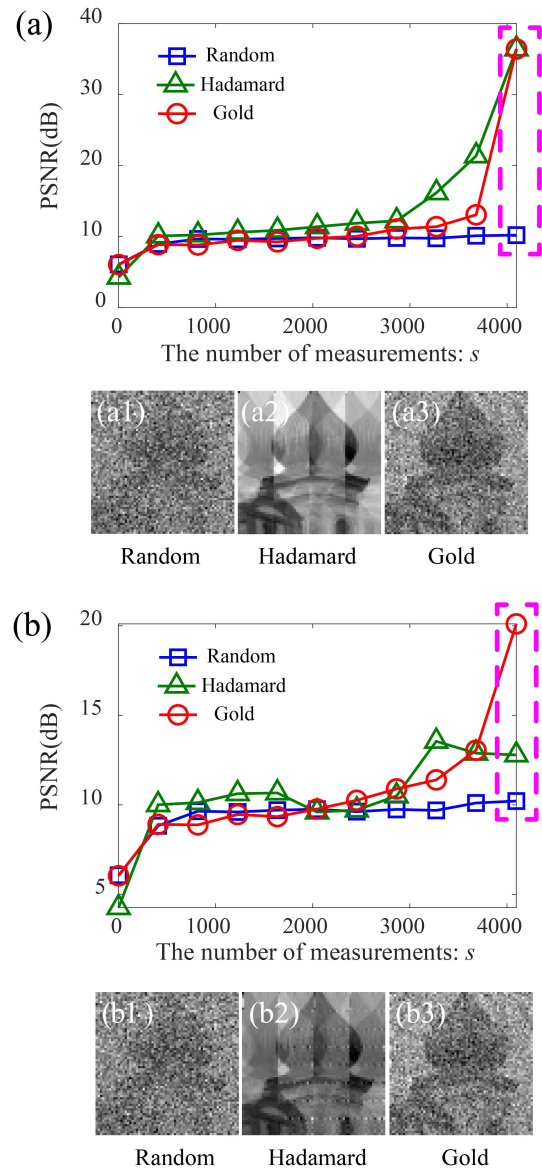 (a)
40
30
20
10
0
PSNR(dB)
Random
Hadamard
Gold
0 1000 2000 3000 4000
The number of measurements: s
(a1) (a2) (a3)
Random Hadamard Gold
(b)
20
15
10
5
PSNR(dB)
Random
Hadamard
Gold
0 1000 2000 3000 4000
The number of measurements: s
(b1) (b2) (b3)
Random Hadamard Gold